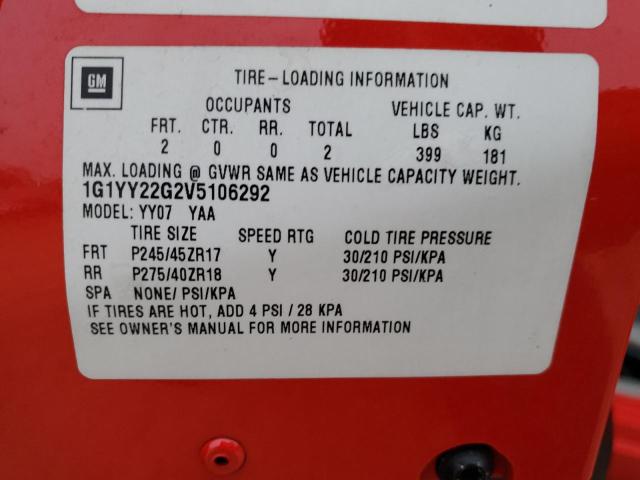 GM
TIRE-LOADING INFORMATION
OCCUPANTS VEHICLE CAP. WT.
FRT. CTR. RR. TOTAL LBS KG
2 0 0 2 399 181
MAX. LOADING @ GVWR SAME AS VEHICLE CAPACITY WEIGHT.
1G1YY22G2V5106292
MODEL: YY07 YAA
TIRE SIZE SPEED RTG COLD TIRE PRESSURE
FRT P245/45ZR17 Y 30/210 PSI/KPA
RR P275/40ZR18 Y 30/210 PSI/KPA
SPA NONE/ PSI/KPA
IF TIRES ARE HOT, ADD 4 PSI / 28 KPA
SEE OWNER'S MANUAL FOR MORE INFORMATION